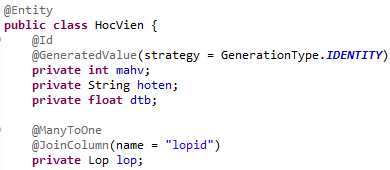 @Entity
public class HocVien {
@Id
@GeneratedValue(strategy = GenerationType.IDENTITY)
private int mahv;
private String hoten;
private float dtb;
@ManyToOne
@JoinColumn(name = "lopid")
private Lop lop;